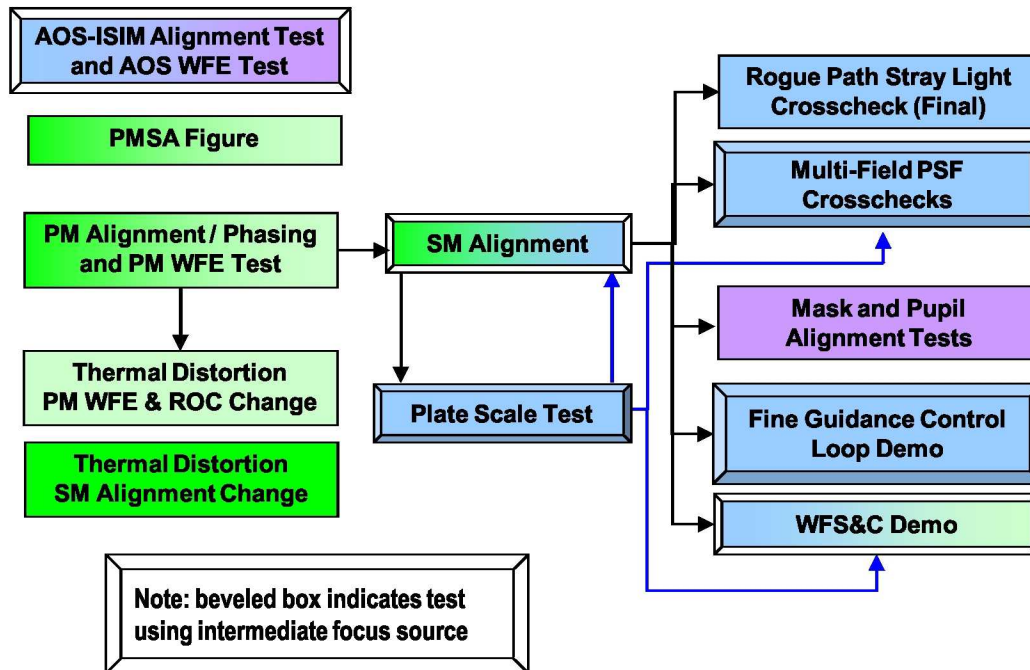 AOS-ISIM Alignment Test
and AOS WFE Test
PMSA Figure
PM Alignment / Phasing
and PM WFE Test
Thermal Distortion
PM WFE & ROC Change
Thermal Distortion
SM Alignment Change
SM Alignment
Plate Scale Test
Rogue Path Stray Light
Crosscheck (Final)
Multi-Field PSF
Crosschecks
Mask and Pupil
Alignment Tests
Fine Guidance Control
Loop Demo
WFS&C Demo
Note: beveled box indicates test
using intermediate focus source